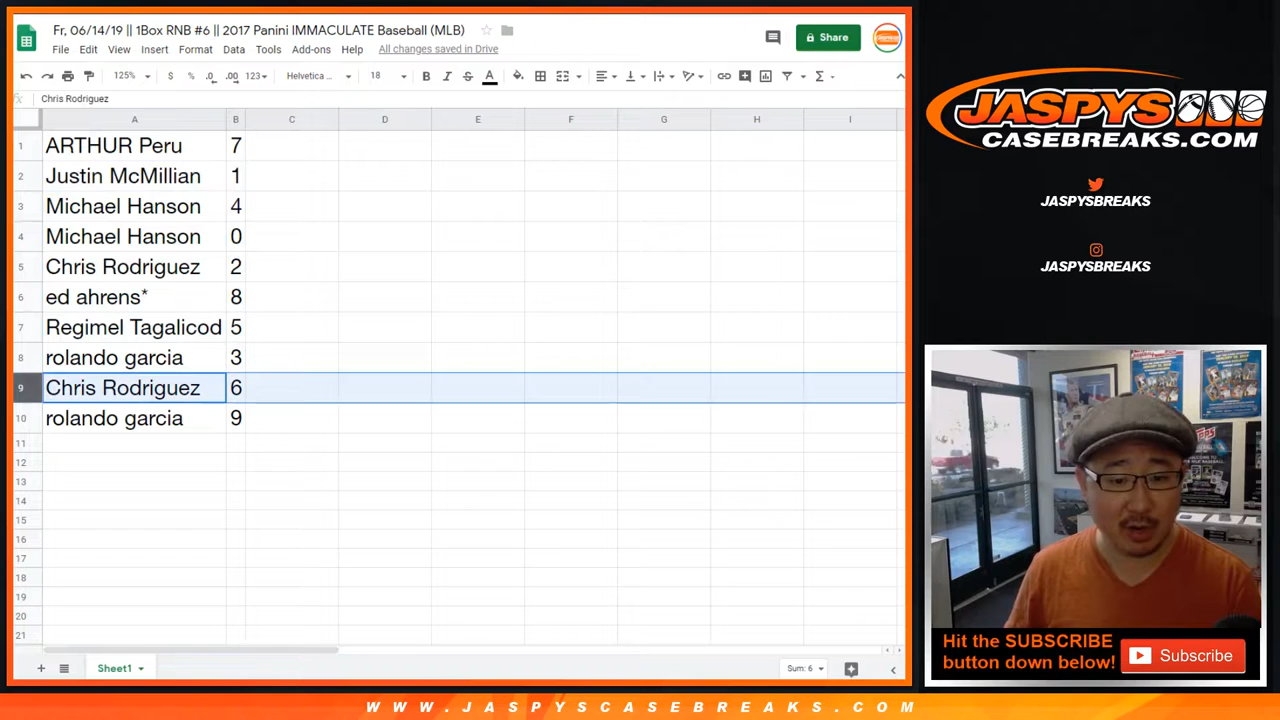 Fr, 06/14/19 || 1Box RNB #6 || 2017 Panini IMMACULATE Baseball (MLB)
File Edit View Insert Format Data Tools Add-ons Help All changes saved in Drive
Share
125% $ % .0 .00 123 Helvetica ... 18 B I S A
Chris Rodriguez
A B C D E F G H I
1 ARTHUR Peru 7
2 Justin McMillian 1
3 Michael Hanson 4
4 Michael Hanson 0
5 Chris Rodriguez 2
6 ed ahrens* 8
7 Regimel Tagalicod 5
8 rolando garcia 3
9 Chris Rodriguez 6
10 rolando garcia 9
11
12
13
14
15
16
17
18
19
20
21
Sheet1
Sum: 6
JASPYS
CASEBREAKS.COM
JASPYSBREAKS
JASPYSBREAKS
Hit the SUBSCRIBE
button down below!
Subscribe
WWW.JASPYSCASEBREAKS.COM